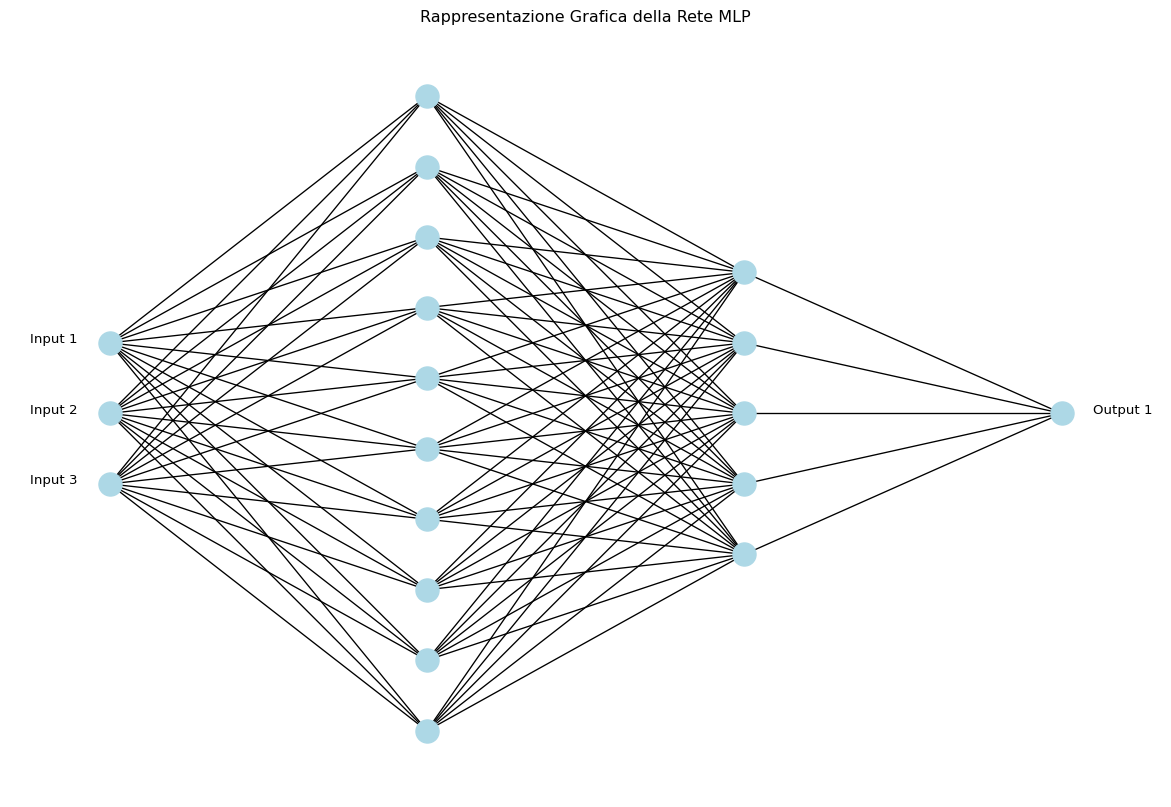 Rappresentazione Grafica della Rete MLP
Input 1
Input 2
Output 1
Input 3